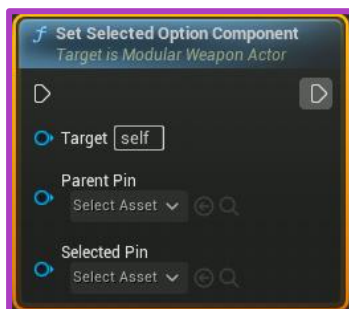 f Set Selected Option Component
Target is Modular Weapon Actor
Target self
Parent Pin
Select Asset
Selected Pin
Select Asset